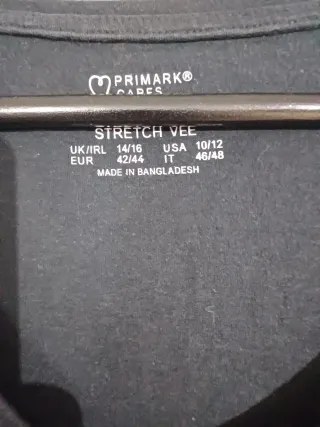 PRIMARK®
CARES
STRETCH VEE
UK/IRL 14/16 USA 10/12
EUR 42/44 IT 46/48
MADE IN BANGLADESH